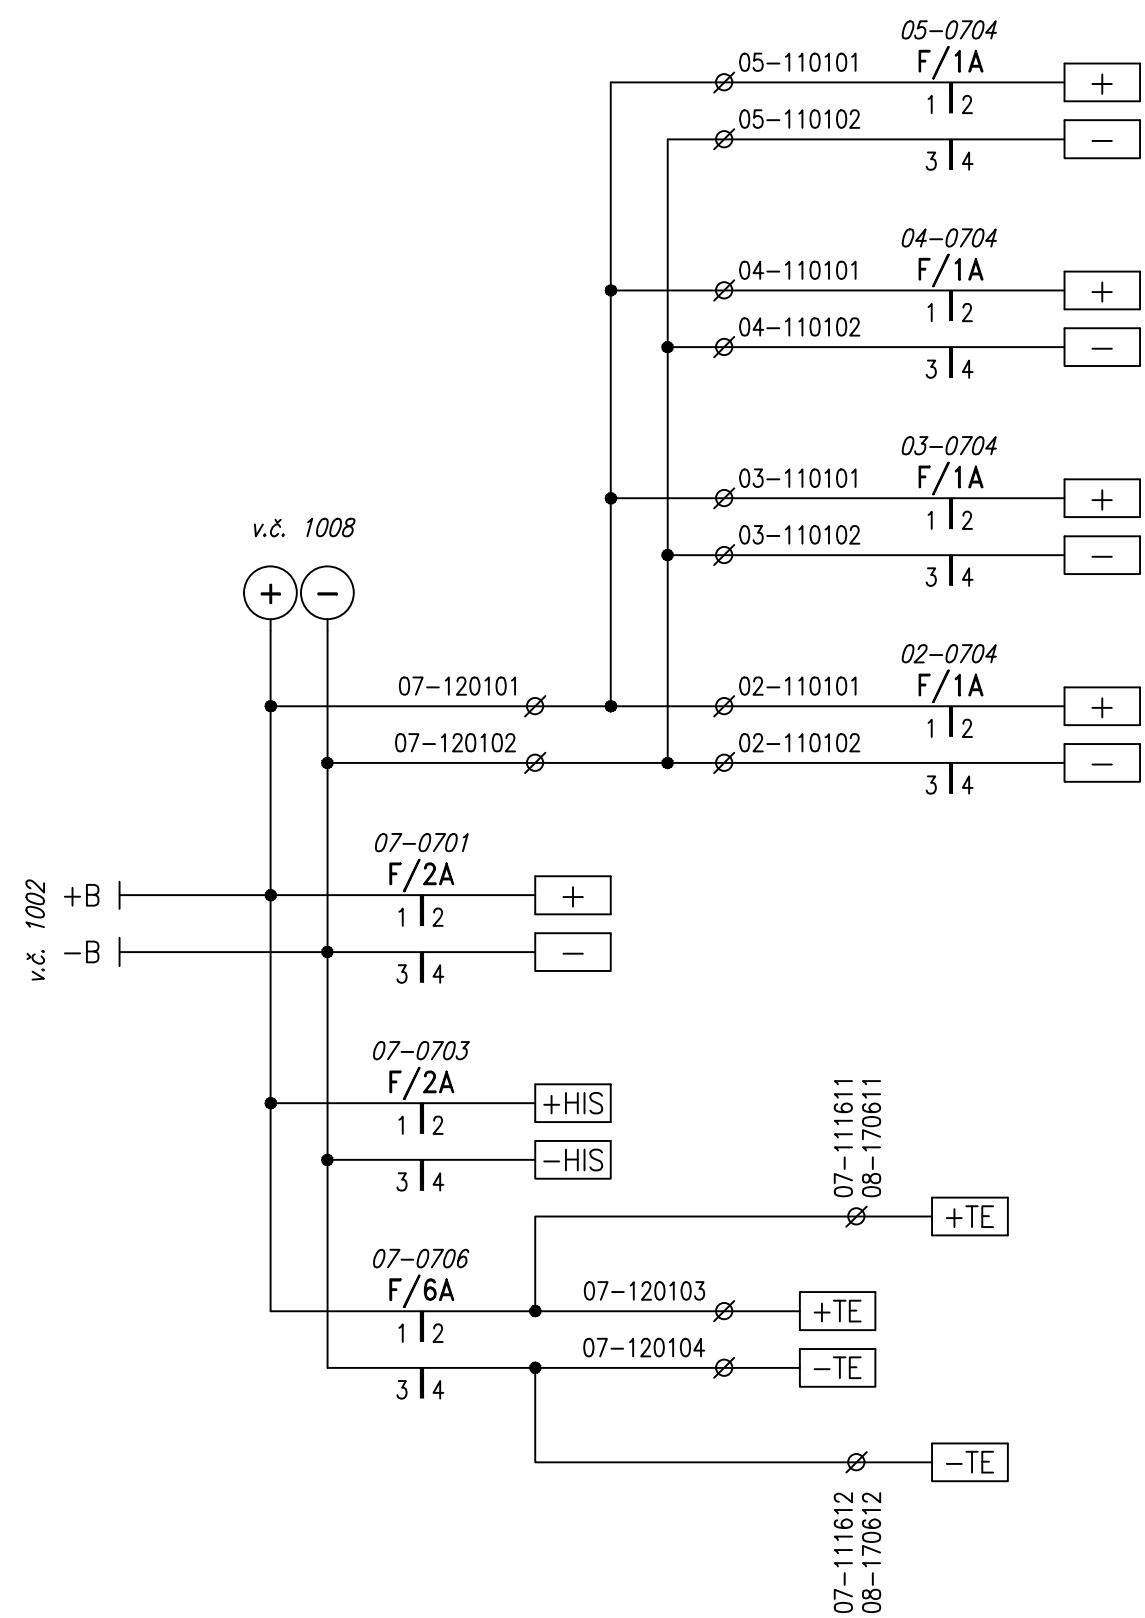 05-0704
05-110101 F/1A
1 2 +
05-110102
3 4 −
04-0704
04-110101 F/1A
1 2 +
04-110102
3 4 −
03-0704
03-110101 F/1A
1 2 +
03-110102
3 4 −
v.č. 1008
+ −
02-0704
07-120101 02-110101 F/1A
1 2 +
07-120102 02-110102
3 4 −
07-0701
F/2A
v.č. 1002
+B 1 2 +
−B 3 4 −
07-0703
F/2A
1 2 +HIS
3 4 −HIS
07-111611
08-170611
+TE
07-0706
F/6A
07-120103
1 2 +TE
07-120104
3 4 −TE
−TE
07-111612
08-170612